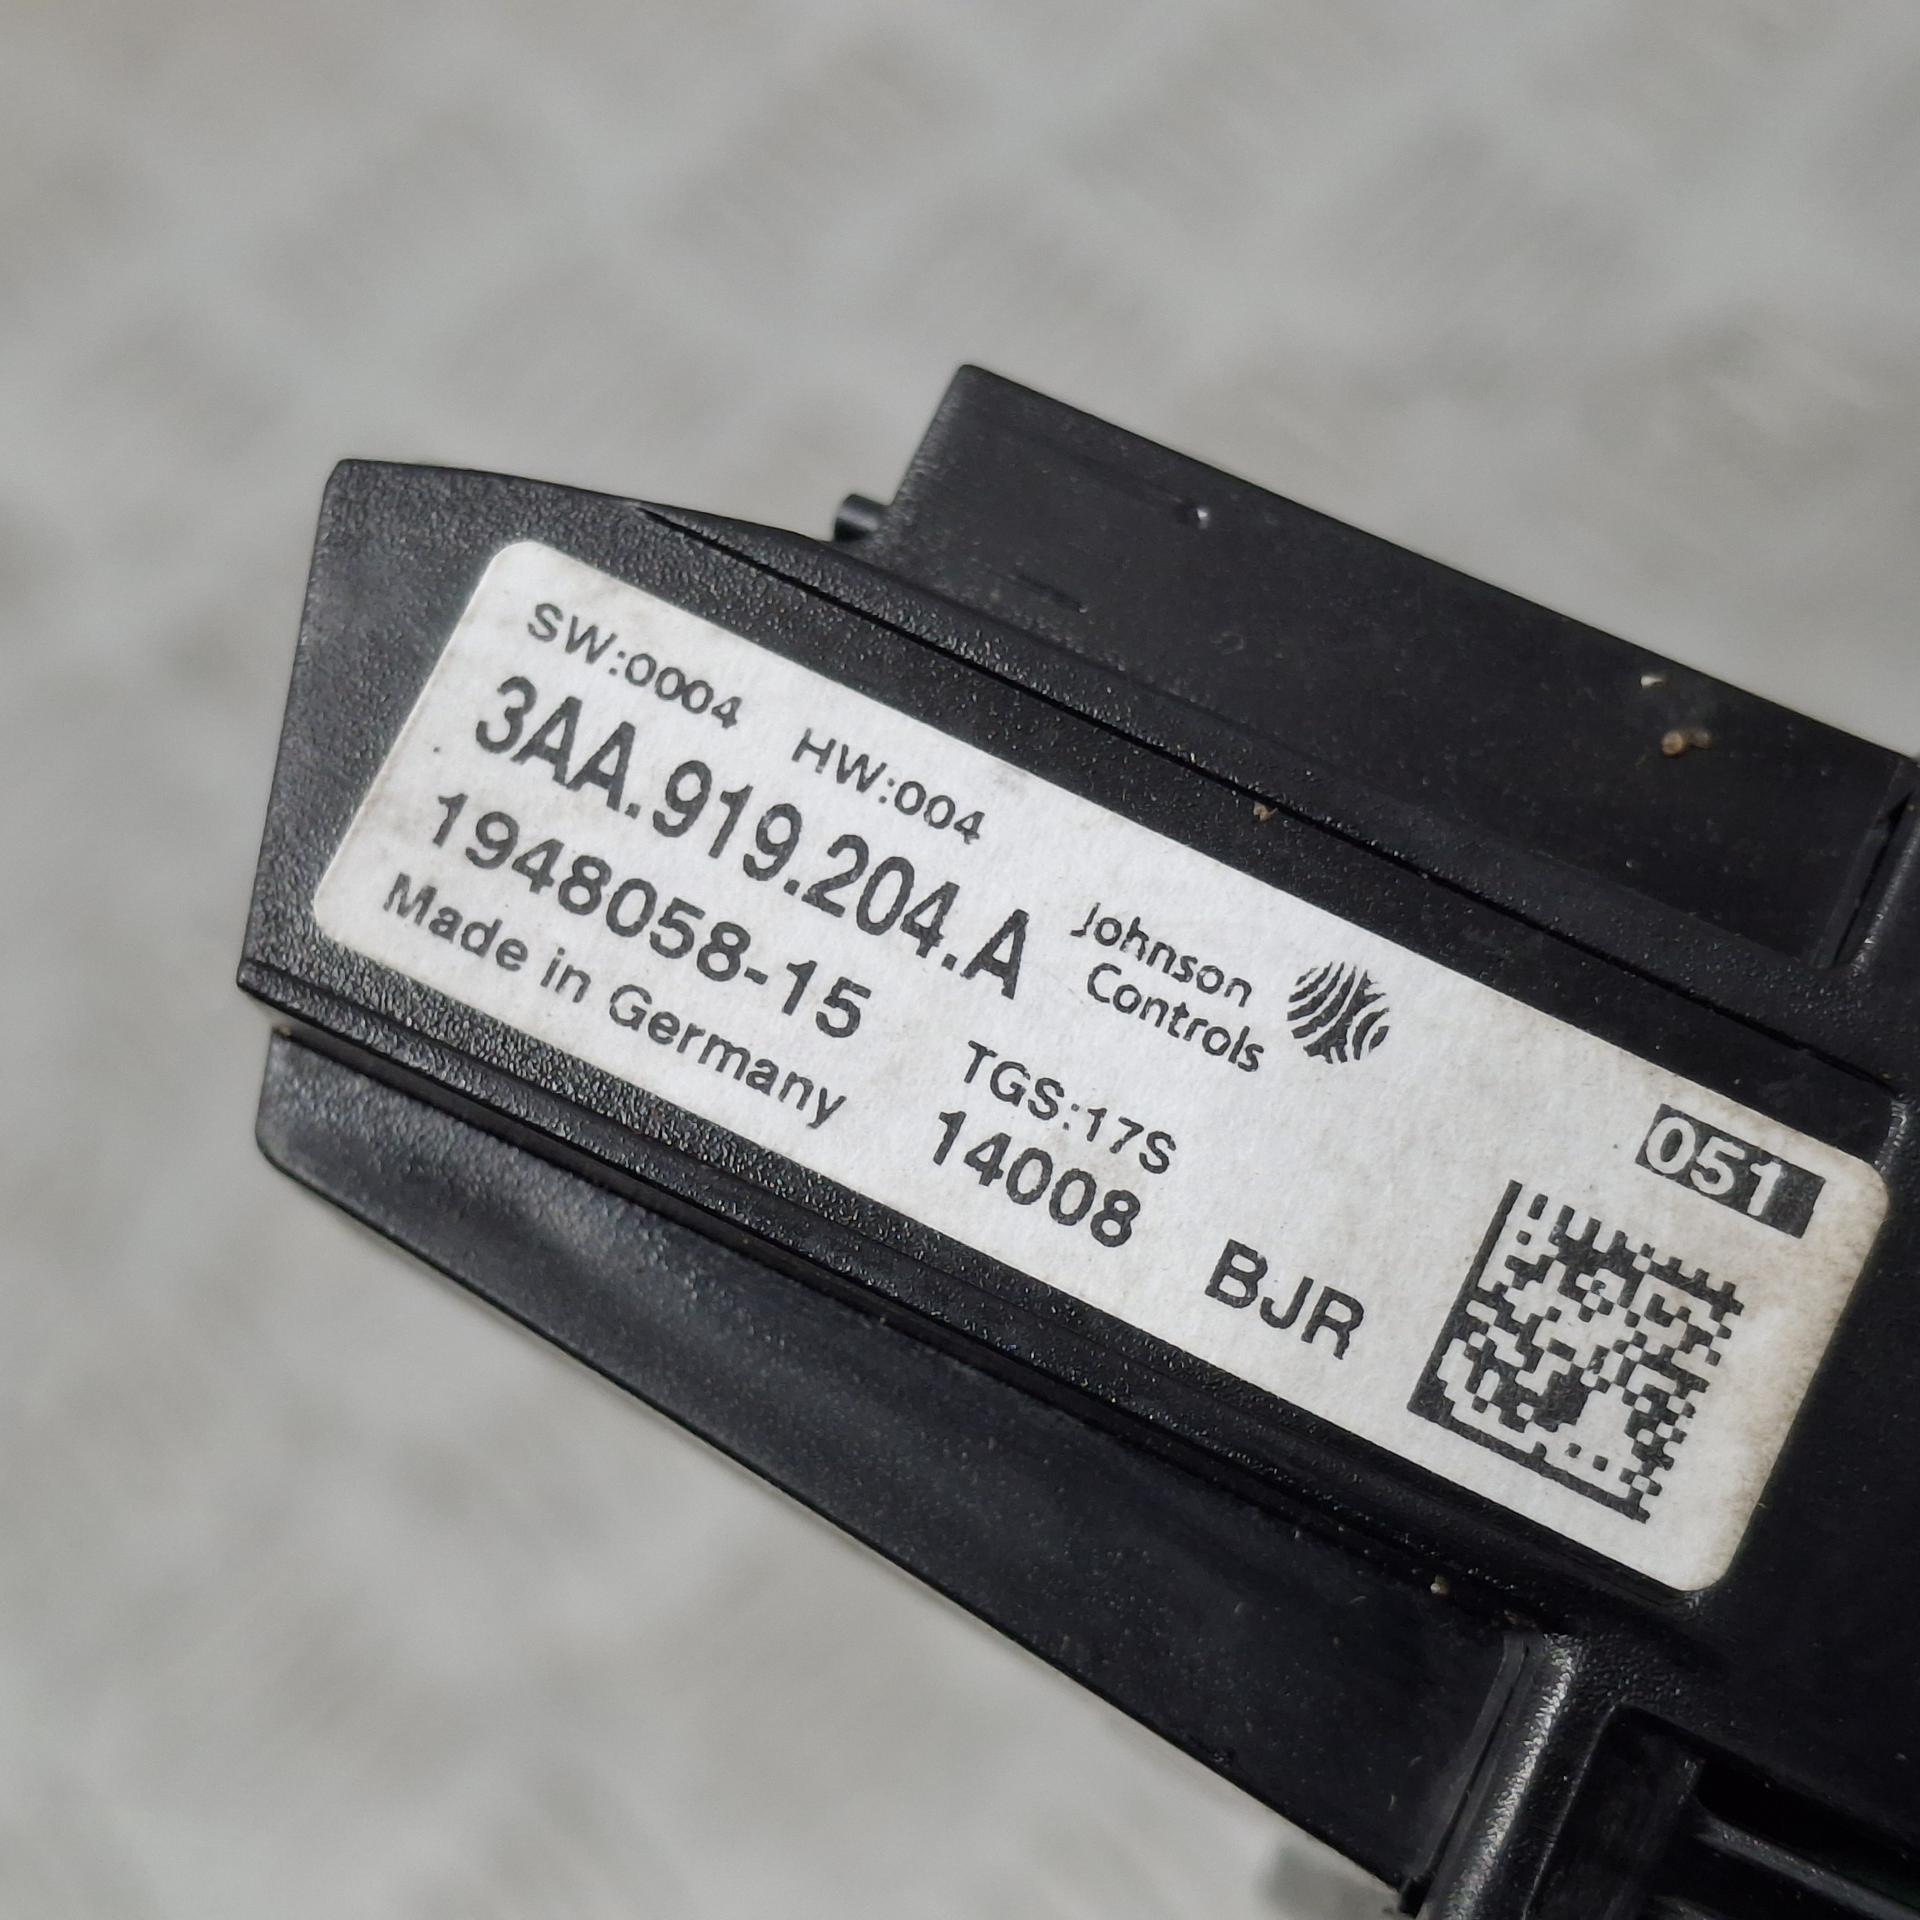 SW:0004 HW:004
3AA.919.204.A
Johnson
Controls
1948058-15
TGS:17S
Made in Germany
14008
BJR
051